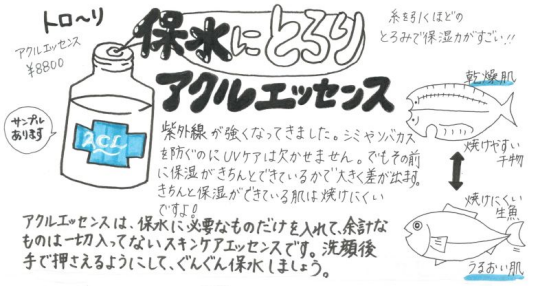 トロ〜リ
アクルエッセンス
¥8800
保水にとろり
アクルエッセンス
糸を引くほどの
とろみで保湿力がすごい!!
サンプル
あります
ACL
紫外線が強くなってきました。シミやソバカス
を防ぐのにUVケアは欠かせません。でもその前
に保湿がきちんとできているかで大きく差が出ます。
きちんと保湿ができている肌は焼けにくい
ですよ!
乾燥肌
焼けやすい
干物
焼けにくい
生魚
うるおい肌
アクルエッセンスは、保水に必要なものだけを入れて、余計な
ものは一切入ってないスキンケアエッセンスです。洗顔後
手で押さえるようにして、ぐんぐん保水しましょう。